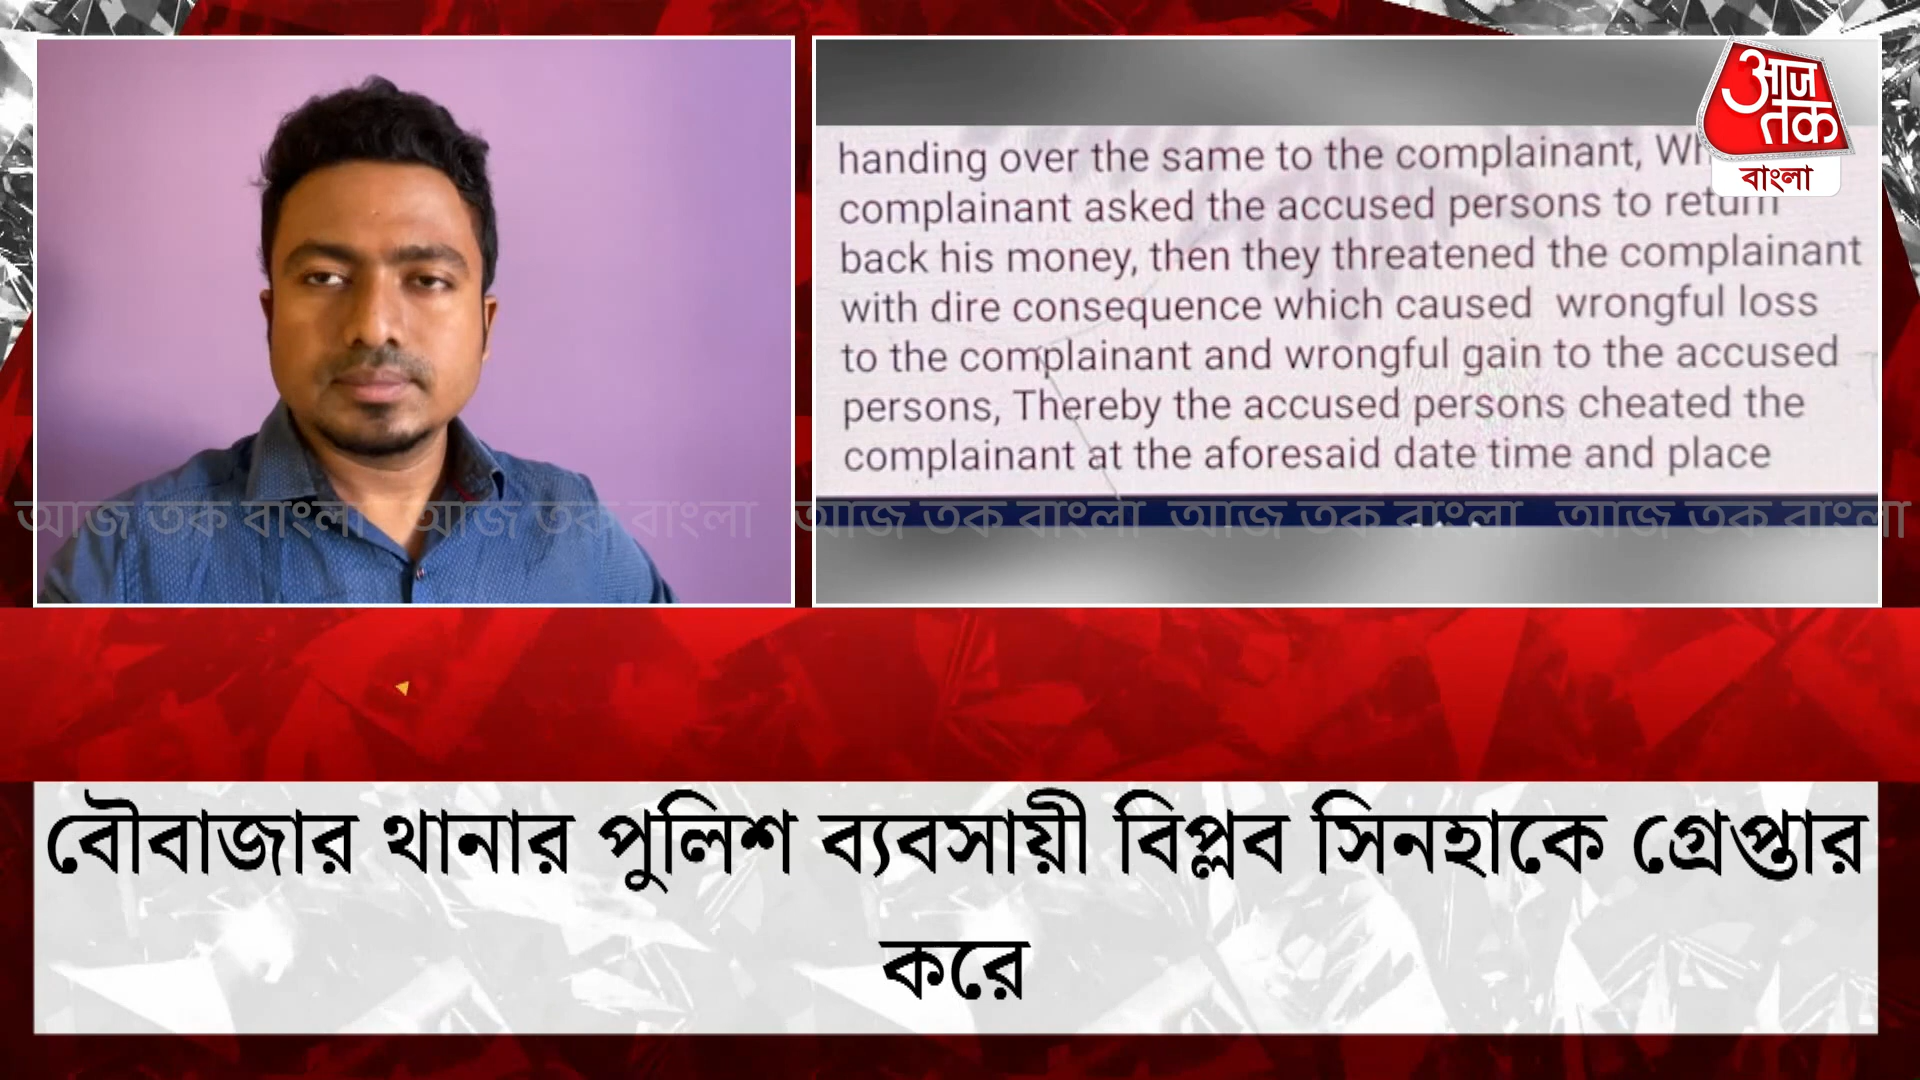 आज
तक
বাংলা
handing over the same to the complainant,
complainant asked the accused persons to return
back his money, then they threatened the complainant
with dire consequence which caused wrongful loss
to the complainant and wrongful gain to the accused
persons, Thereby the accused persons cheated the
complainant at the aforesaid date time and place
আজ তক বাংলা আজ তক বাংলা আজ তক বাংলা আজ তক বাংলা আজ তক বাংলা
বৌবাজার থানার পুলিশ ব্যবসায়ী বিপ্লব সিনহাকে গ্রেপ্তার
করে